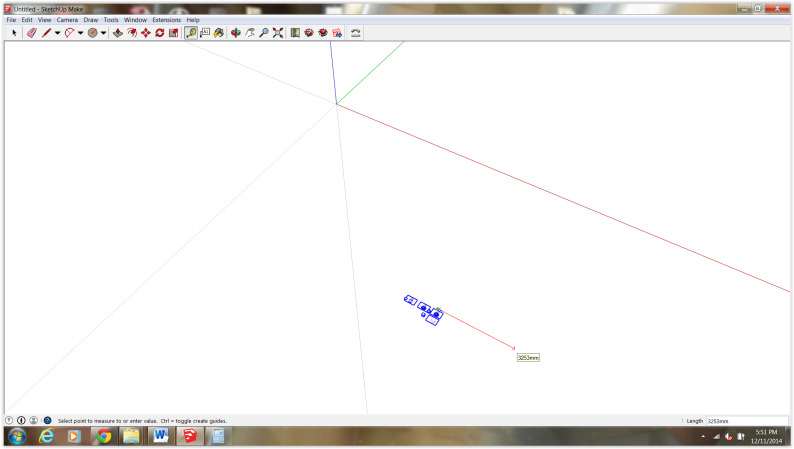 Untitled - SketchUp Make
File Edit View Camera Draw Tools Window Extensions Help
A1
3253mm
Select point to measure to or enter value. Ctrl = toggle create guides.
Length 3253mm
5:51 PM
12/11/2014